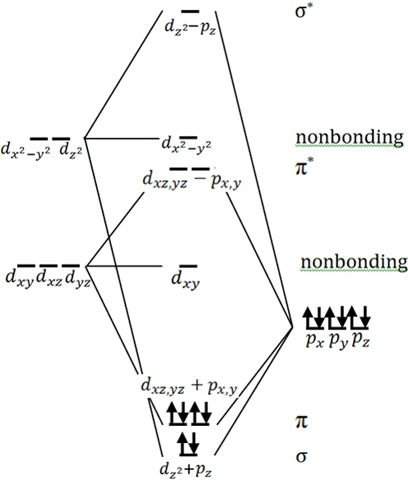 σ*
d_{z²}−p_z
d_{x²−y²} d_{z²}
d_{x²−y²}
nonbonding
d_{xz,yz} − p_{x,y}
π*
nonbonding
d_{xy}d_{xz}d_{yz}
d_{xy}
p_x p_y p_z
d_{xz,yz} + p_{x,y}
π
σ
d_{z²}+p_z